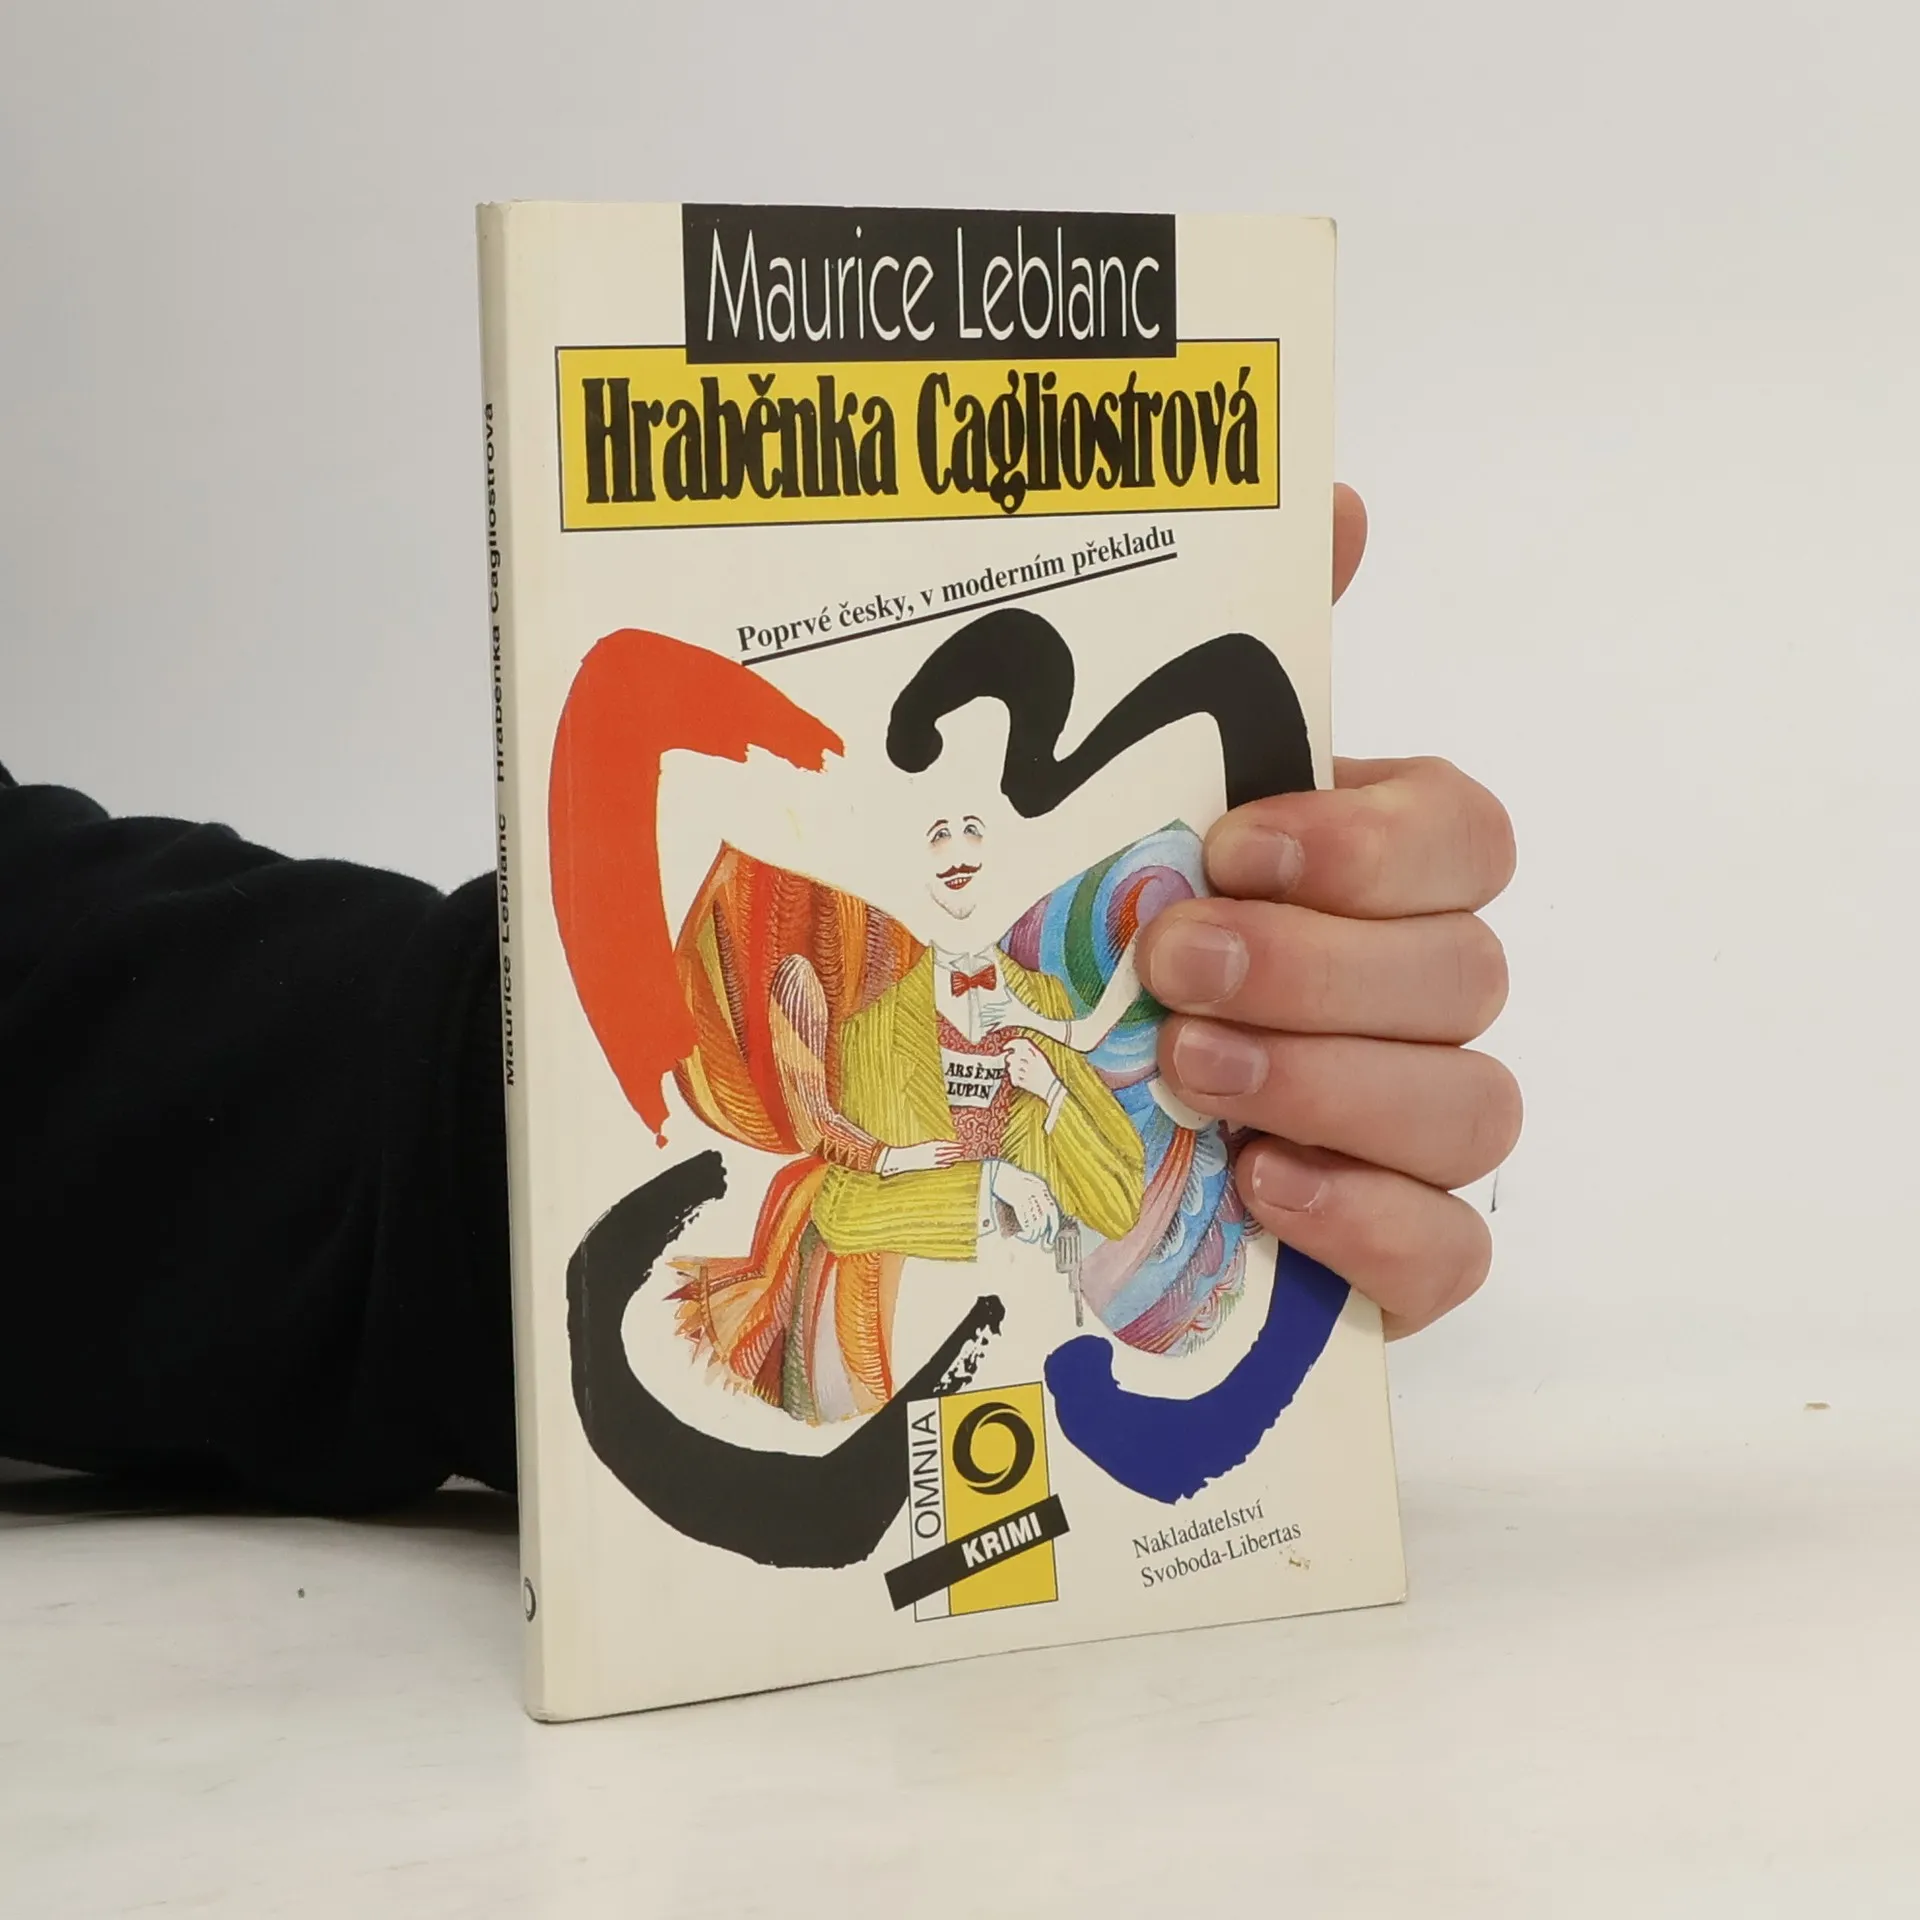 Maurice Leblanc
Hraběnka Cagliostrová
Poprvé česky, v moderním překladu
ARSÈNE
LUPIN
OMNIA
KRIMI
Nakladatelství
Svoboda-Libertas
Maurice Leblanc Hraběnka Cagliostrová